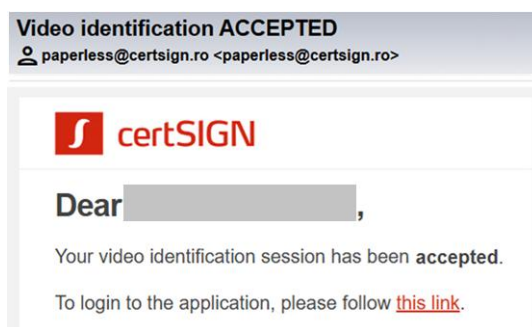 Video identification ACCEPTED
paperless@certsign.ro <paperless@certsign.ro>
certSIGN
Dear ,
Your video identification session has been accepted.
To login to the application, please follow this link.